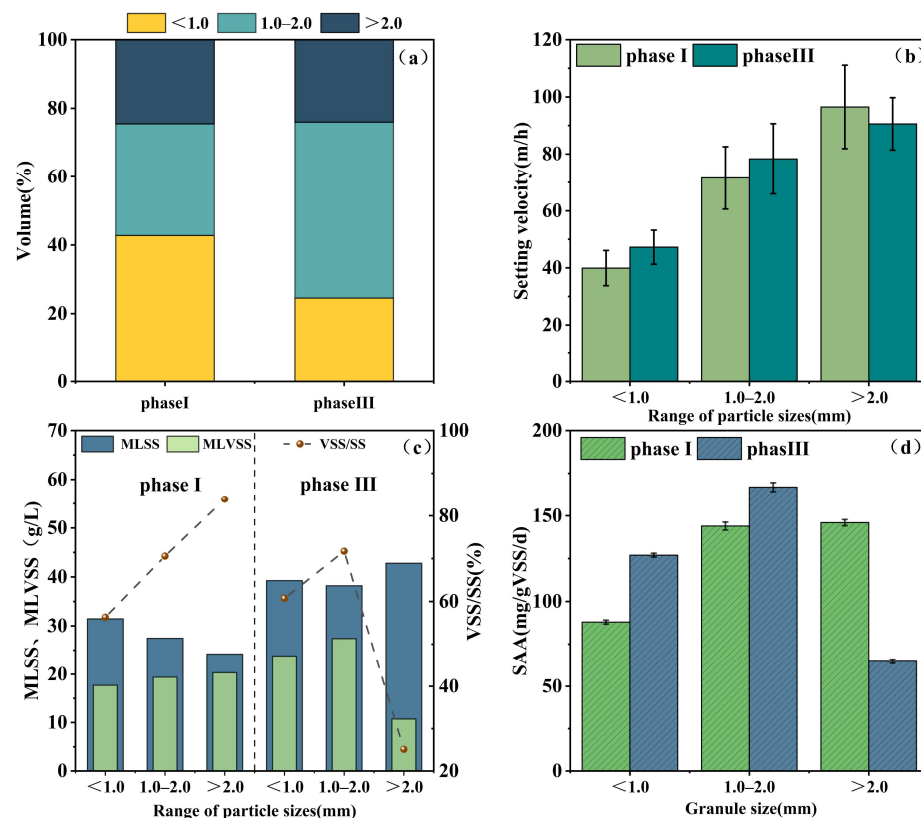 <1.0 1.0–2.0 >2.0
(a)
100
80
60
40
20
0
Volume(%)
phaseI phaseIII
(b)
phase I phaseIII
120
100
80
60
40
20
0
Setting velocity(m/h)
<1.0 1.0–2.0 >2.0
Range of particle sizes(mm)
MLSS MLVSS VSS/SS (c)
phase I phase III
70
60
50
40
30
20
10
0
MLSS、MLVSS(g/L)
100
80
60
40
20
VSS/SS(%)
<1.0 1.0–2.0 >2.0 <1.0 1.0–2.0 >2.0
Range of particle sizes(mm)
phase I phasIII (d)
200
150
100
50
0
SAA(mg/gVSS/d)
<1.0 1.0–2.0 >2.0
Granule size(mm)